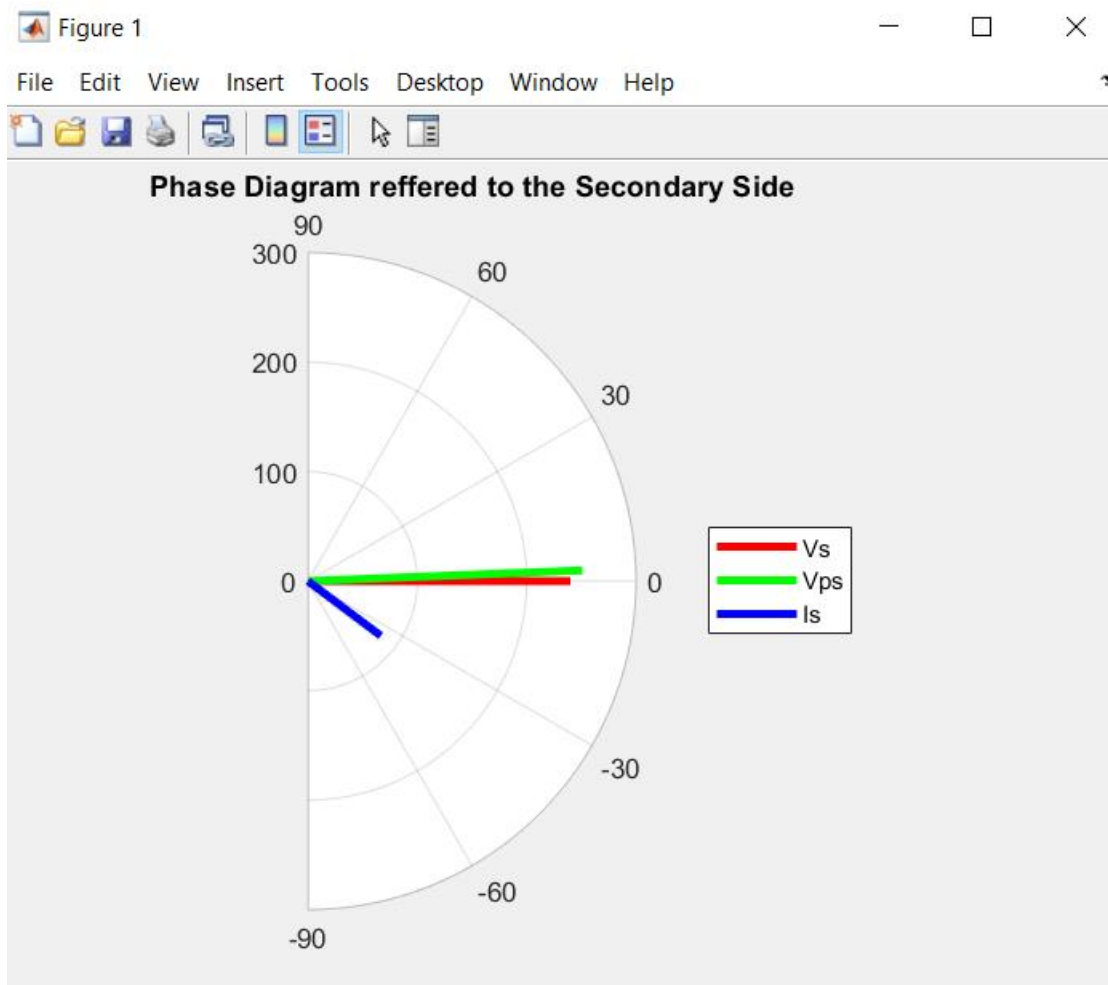 Figure 1
File Edit View Insert Tools Desktop Window Help
Phase Diagram reffered to the Secondary Side
90
300
60
200
30
100
0
0
Vs
Vps
Is
-30
-60
-90